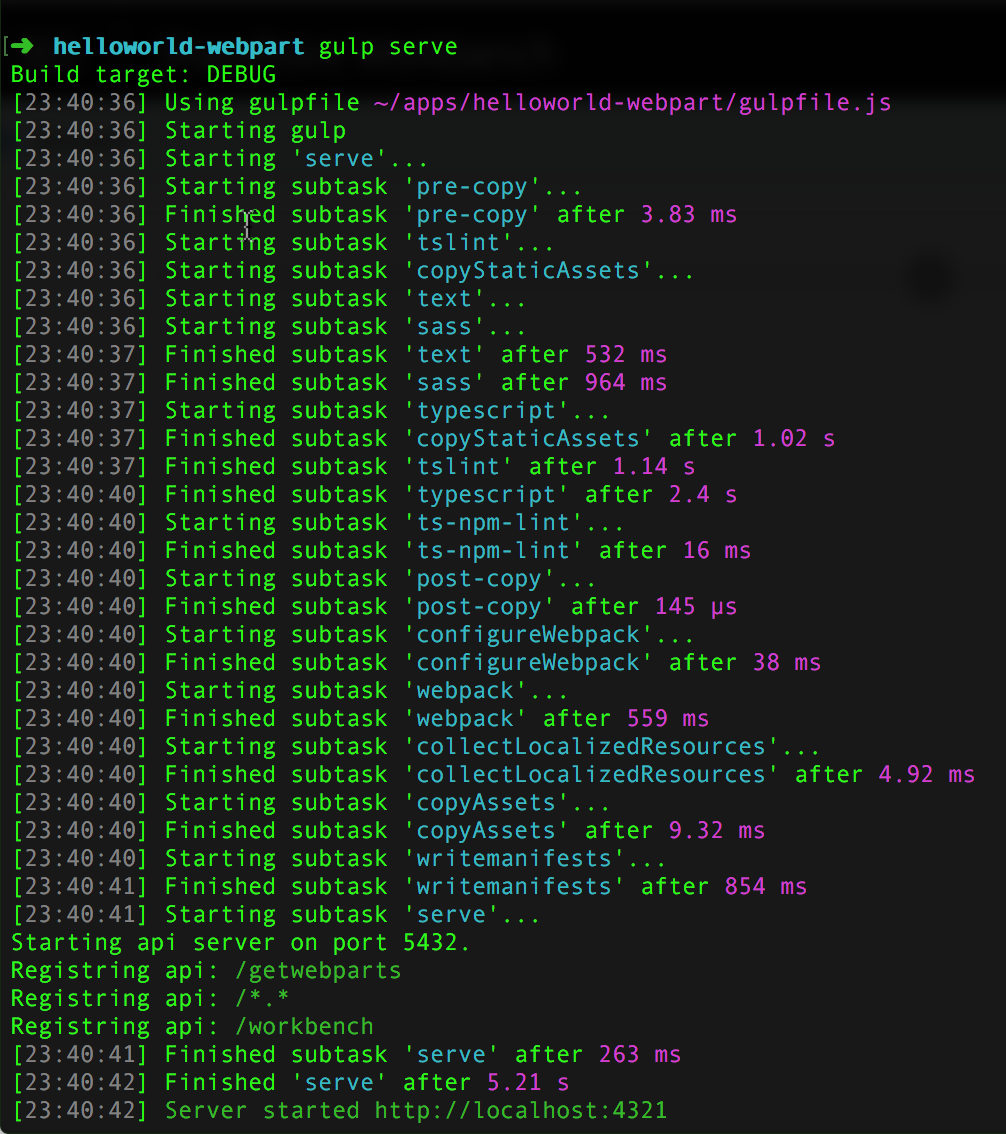 [➜ helloworld-webpart gulp serve
Build target: DEBUG
[23:40:36] Using gulpfile ~/apps/helloworld-webpart/gulpfile.js
[23:40:36] Starting gulp
[23:40:36] Starting 'serve'...
[23:40:36] Starting subtask 'pre-copy'...
[23:40:36] Finished subtask 'pre-copy' after 3.83 ms
[23:40:36] Starting subtask 'tslint'...
[23:40:36] Starting subtask 'copyStaticAssets'...
[23:40:36] Starting subtask 'text'...
[23:40:36] Starting subtask 'sass'...
[23:40:37] Finished subtask 'text' after 532 ms
[23:40:37] Finished subtask 'sass' after 964 ms
[23:40:37] Starting subtask 'typescript'...
[23:40:37] Finished subtask 'copyStaticAssets' after 1.02 s
[23:40:37] Finished subtask 'tslint' after 1.14 s
[23:40:40] Finished subtask 'typescript' after 2.4 s
[23:40:40] Starting subtask 'ts-npm-lint'...
[23:40:40] Finished subtask 'ts-npm-lint' after 16 ms
[23:40:40] Starting subtask 'post-copy'...
[23:40:40] Finished subtask 'post-copy' after 145 μs
[23:40:40] Starting subtask 'configureWebpack'...
[23:40:40] Finished subtask 'configureWebpack' after 38 ms
[23:40:40] Starting subtask 'webpack'...
[23:40:40] Finished subtask 'webpack' after 559 ms
[23:40:40] Starting subtask 'collectLocalizedResources'...
[23:40:40] Finished subtask 'collectLocalizedResources' after 4.92 ms
[23:40:40] Starting subtask 'copyAssets'...
[23:40:40] Finished subtask 'copyAssets' after 9.32 ms
[23:40:40] Starting subtask 'writemanifests'...
[23:40:41] Finished subtask 'writemanifests' after 854 ms
[23:40:41] Starting subtask 'serve'...
Starting api server on port 5432.
Registring api: /getwebparts
Registring api: /*.*
Registring api: /workbench
[23:40:41] Finished subtask 'serve' after 263 ms
[23:40:42] Finished 'serve' after 5.21 s
[23:40:42] Server started http://localhost:4321